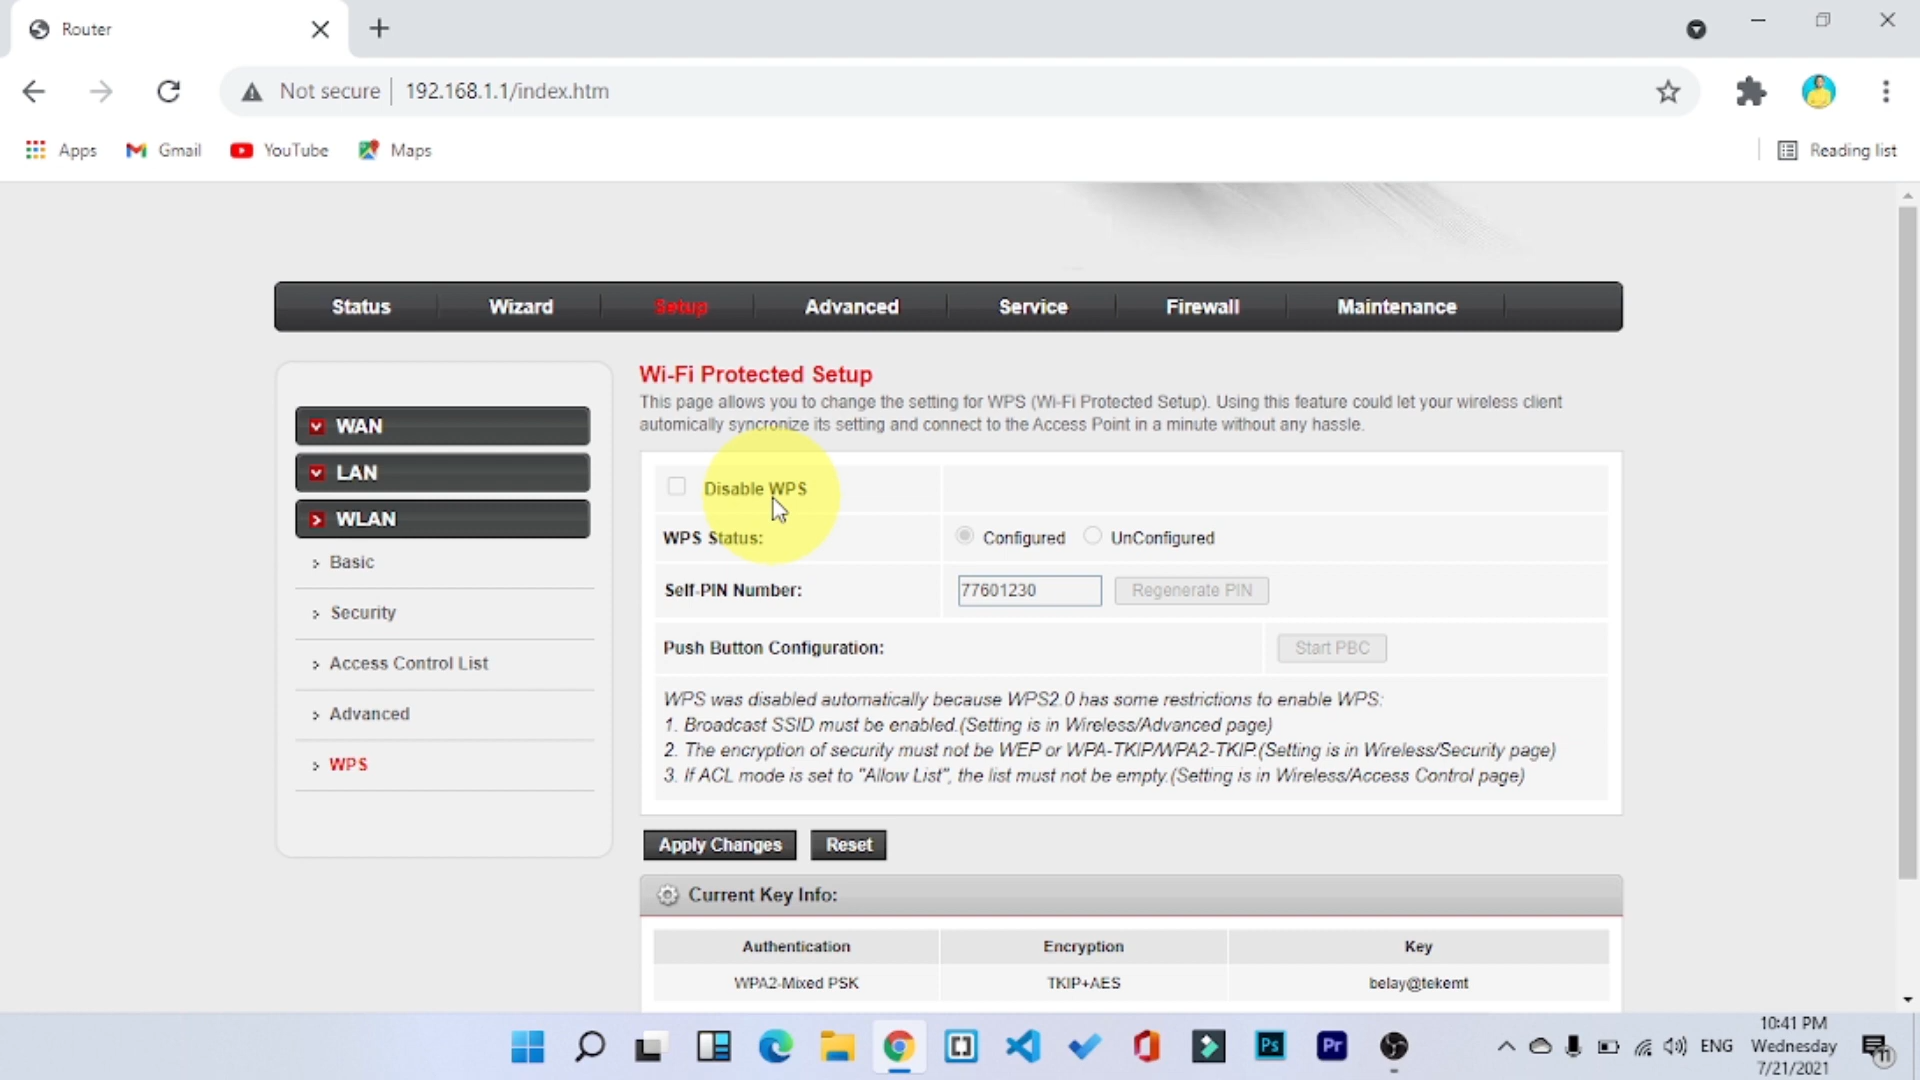 Router
Not secure
192.168.1.1/index.htm
Apps
Gmail
YouTube
Maps
Reading list
Status
Wizard
Setup
Advanced
Service
Firewall
Maintenance
WAN
LAN
WLAN
Basic
Security
Access Control List
Advanced
WPS
Wi-Fi Protected Setup
This page allows you to change the setting for WPS (Wi-Fi Protected Setup). Using this feature could let your wireless client
automically syncronize its setting and connect to the Access Point in a minute without any hassle.
Disable WPS
WPS Status:
Configured
UnConfigured
Self-PIN Number:
77601230
Regenerate PIN
Push Button Configuration:
Start PBC
WPS was disabled automatically because WPS2.0 has some restrictions to enable WPS:
1. Broadcast SSID must be enabled.(Setting is in Wireless/Advanced page)
2. The encryption of security must not be WEP or WPA-TKIP/WPA2-TKIP.(Setting is in Wireless/Security page)
3. If ACL mode is set to "Allow List", the list must not be empty.(Setting is in Wireless/Access Control page)
Apply Changes
Reset
Current Key Info:
Authentication
Encryption
Key
WPA2-Mixed PSK
TKIP+AES
belay@tekemt
Ps
Pr
ENG
10:41 PM
Wednesday
7/21/2021
11